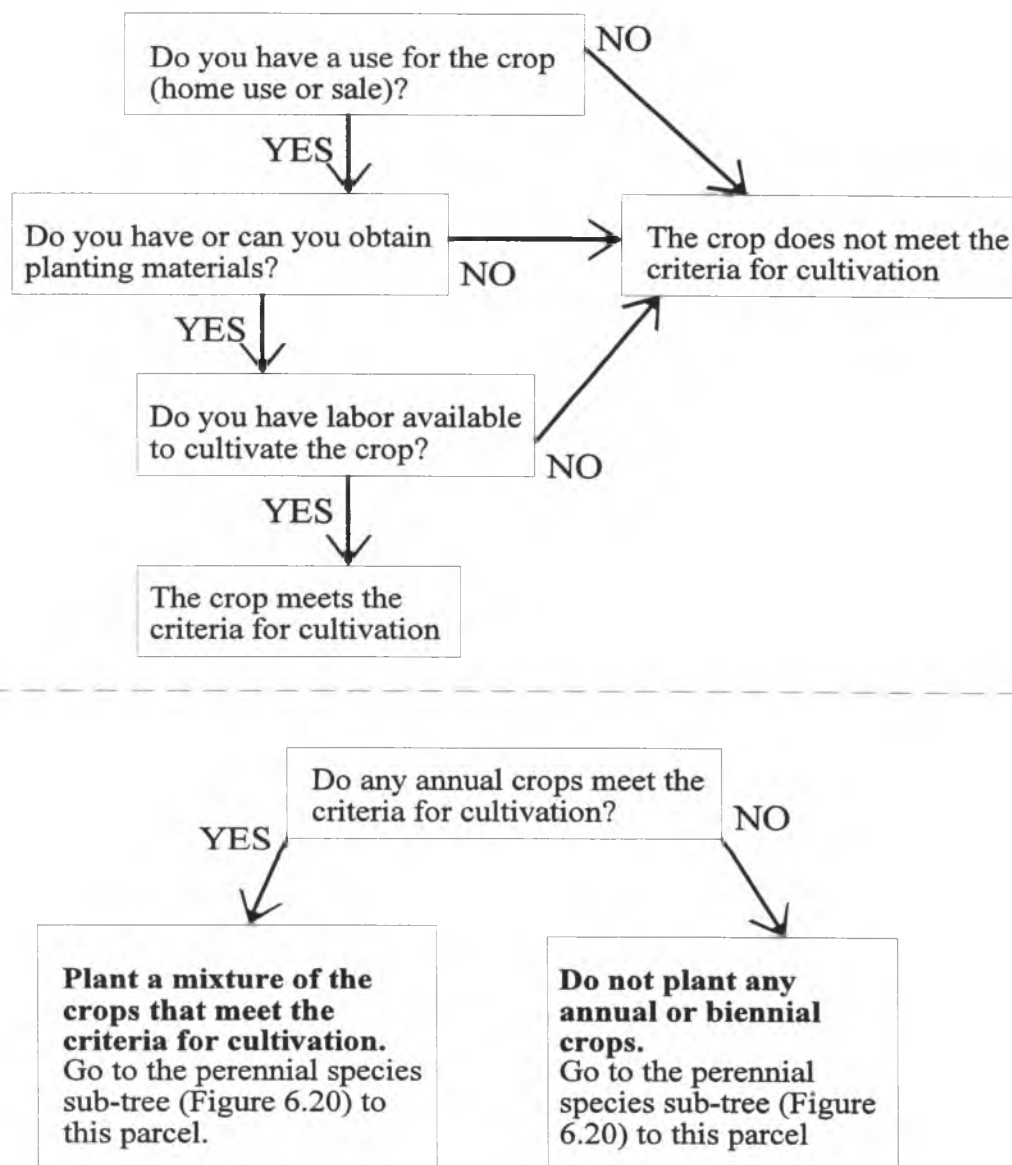 Do you have a use for the crop
(home use or sale)?
NO
YES
Do you have or can you obtain
planting materials?
NO
The crop does not meet the
criteria for cultivation
YES
Do you have labor available
to cultivate the crop?
NO
YES
The crop meets the
criteria for cultivation
Do any annual crops meet the
criteria for cultivation?
YES
NO
Plant a mixture of the
crops that meet the
criteria for cultivation.
Go to the perennial species
sub-tree (Figure 6.20) to
this parcel.
Do not plant any
annual or biennial
crops.
Go to the perennial
species sub-tree (Figure
6.20) to this parcel